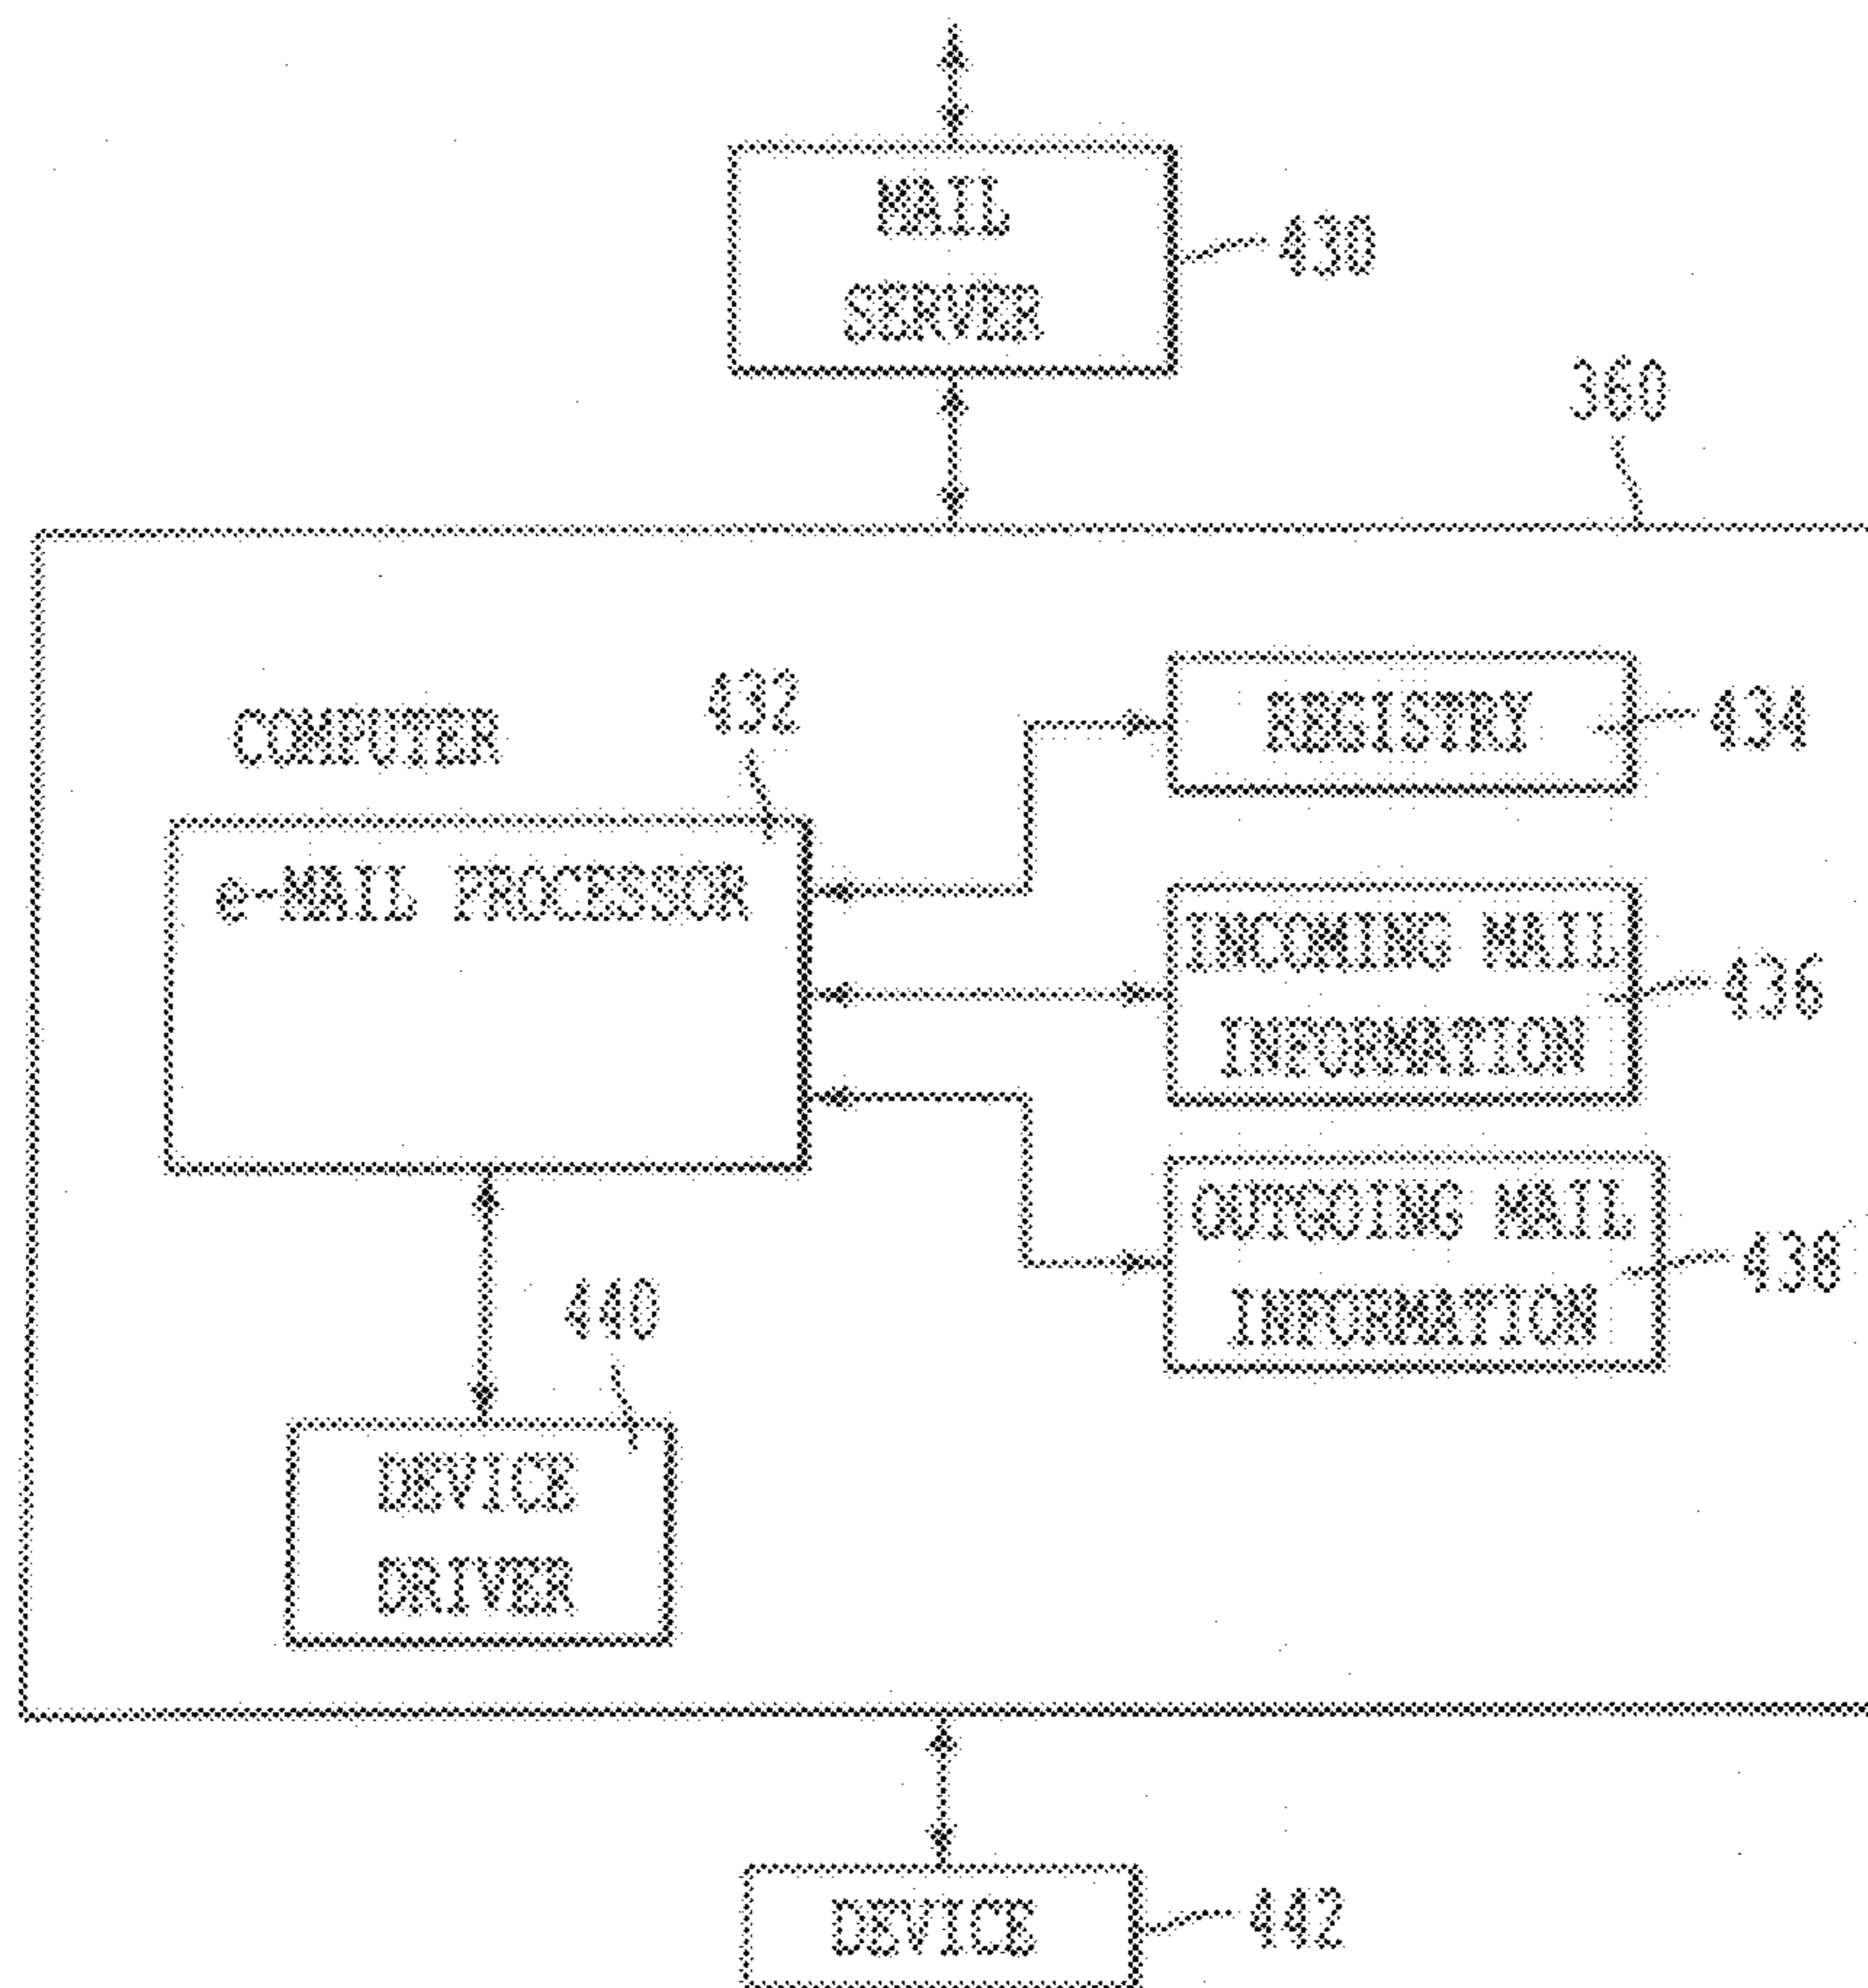 MAIL
SERVER
430
360
COMPUTER
432
REGISTRY
434
e-MAIL PROCESSOR
INCOMING MAIL
INFORMATION
436
OUTGOING MAIL
INFORMATION
438
440
DEVICE
DRIVER
DEVICE
442